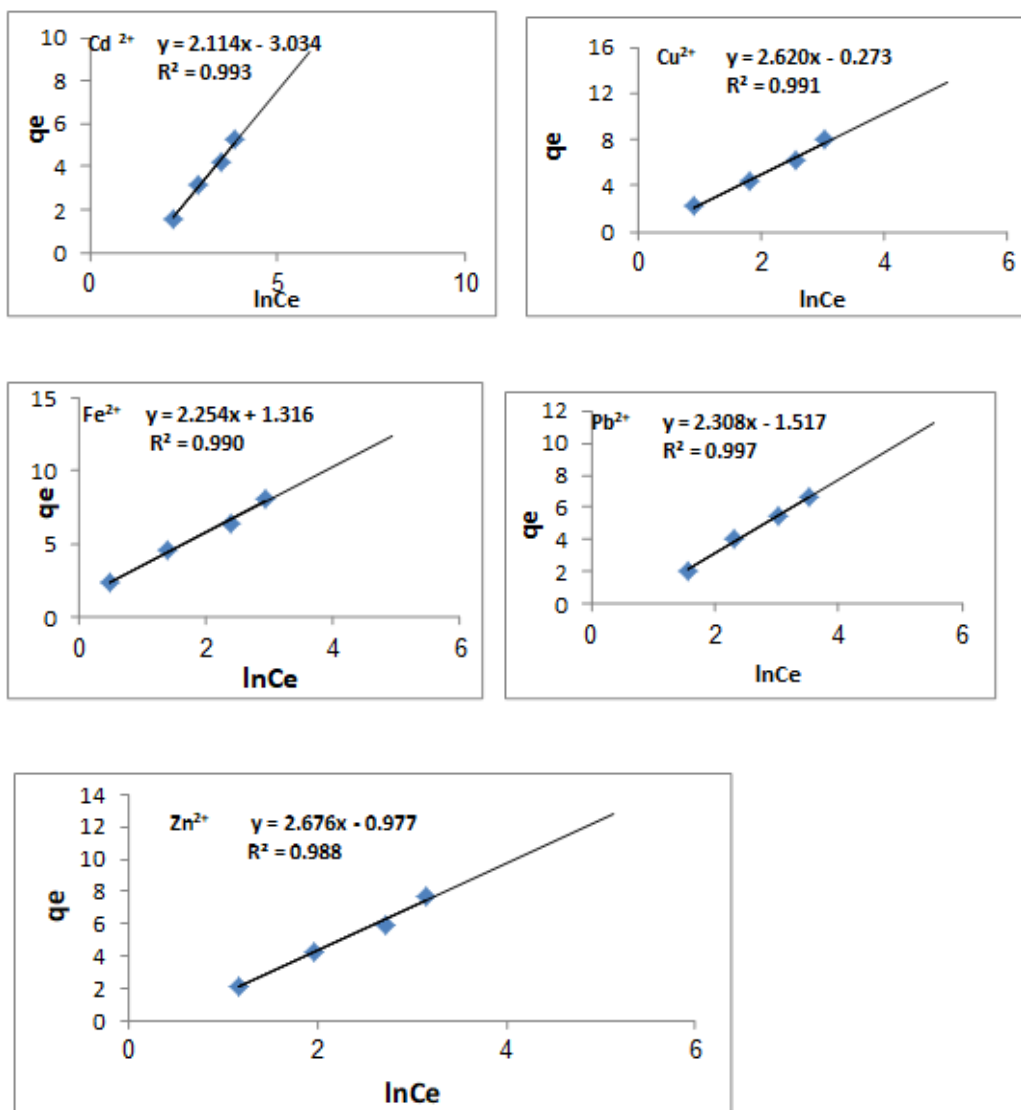 Cd ²⁺ y = 2.114x - 3.034
R² = 0.993
10
8
6
4
2
0
qe
0 5 10
lnCe
Cu²⁺ y = 2.620x - 0.273
R² = 0.991
16
12
8
4
0
qe
0 2 4 6
lnCe
Fe²⁺ y = 2.254x + 1.316
R² = 0.990
15
10
5
0
qe
0 2 4 6
lnCe
Pb²⁺ y = 2.308x - 1.517
R² = 0.997
12
10
8
6
4
2
0
qe
0 2 4 6
lnCe
Zn²⁺ y = 2.676x - 0.977
R² = 0.988
14
12
10
8
6
4
2
0
qe
0 2 4 6
lnCe